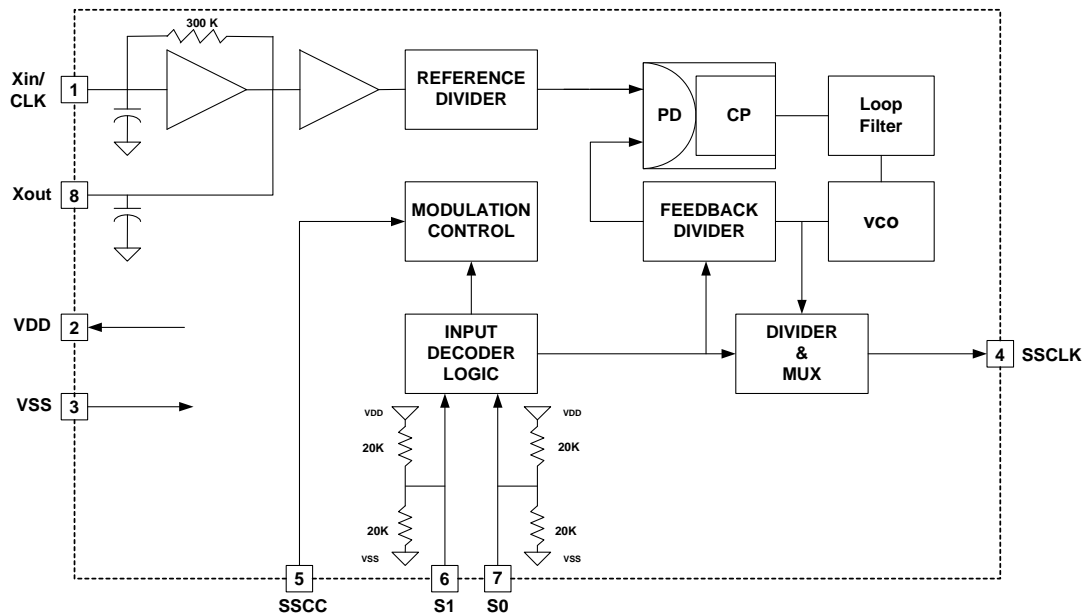 300 K
Xin/
CLK
1
REFERENCE
DIVIDER
PD
CP
Loop
Filter
Xout
8
MODULATION
CONTROL
FEEDBACK
DIVIDER
VCO
VDD
2
INPUT
DECODER
LOGIC
DIVIDER
&
MUX
4
SSCLK
VSS
3
VDD
VDD
20K
20K
20K
20K
VSS
VSS
5
6
7
SSCC
S1
S0